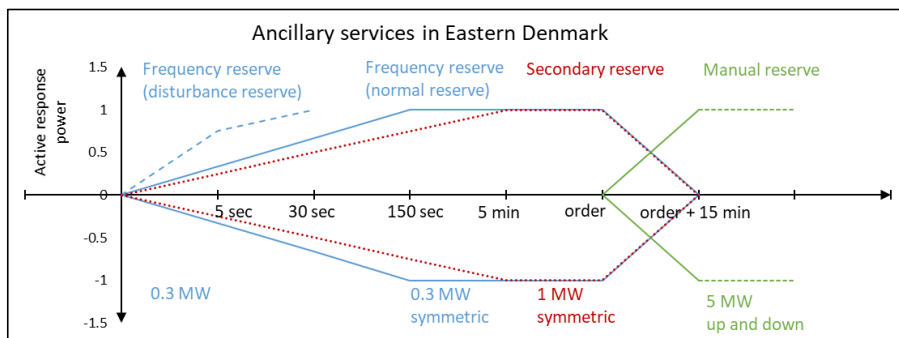 Ancillary services in Eastern Denmark
Active response
power
1.5
1
0.5
0
-0.5
-1
-1.5
Frequency reserve
(disturbance reserve)
Frequency reserve
(normal reserve)
Secondary reserve
Manual reserve
5 sec
30 sec
150 sec
5 min
order
order + 15 min
0.3 MW
0.3 MW
symmetric
1 MW
symmetric
5 MW
up and down